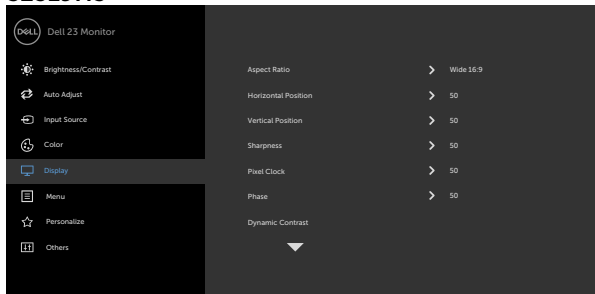 DELL Dell 23 Monitor
Brightness/Contrast
Auto Adjust
Input Source
Color
Display
Menu
Personalize
Others
Aspect Ratio Wide 16:9
Horizontal Position 50
Vertical Position 50
Sharpness 50
Pixel Clock 50
Phase 50
Dynamic Contrast